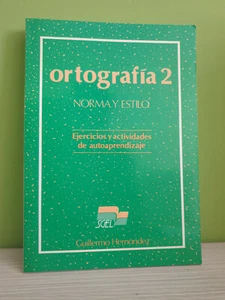 ortografía 2
NORMA Y ESTILO
Ejercicios y actividades
de autoaprendizaje
SGEL
Guillermo Hernández